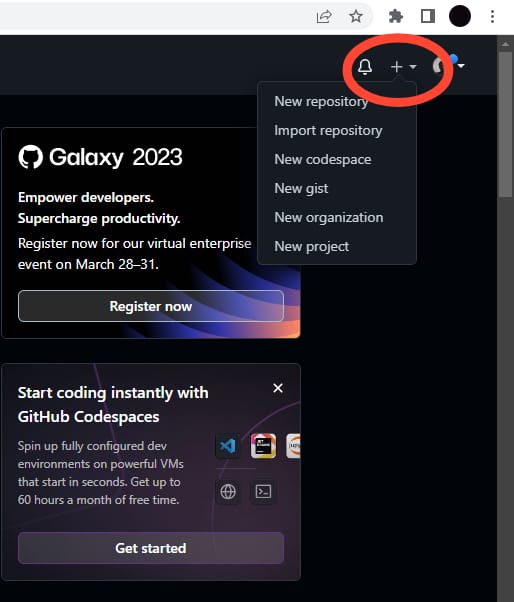 New repository
Import repository
New codespace
New gist
New organization
New project
Galaxy 2023
Empower developers.
Supercharge productivity.
Register now for our virtual enterprise
event on March 28–31.
Register now
Start coding instantly with
GitHub Codespaces
Spin up fully configured dev
environments on powerful VMs
that start in seconds. Get up to
60 hours a month of free time.
Get started